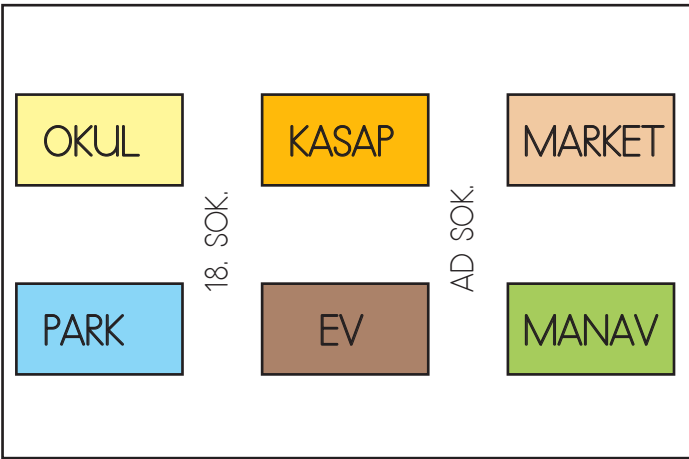 OKUL
KASAP
MARKET
18. SOK.
AD SOK.
PARK
EV
MANAV